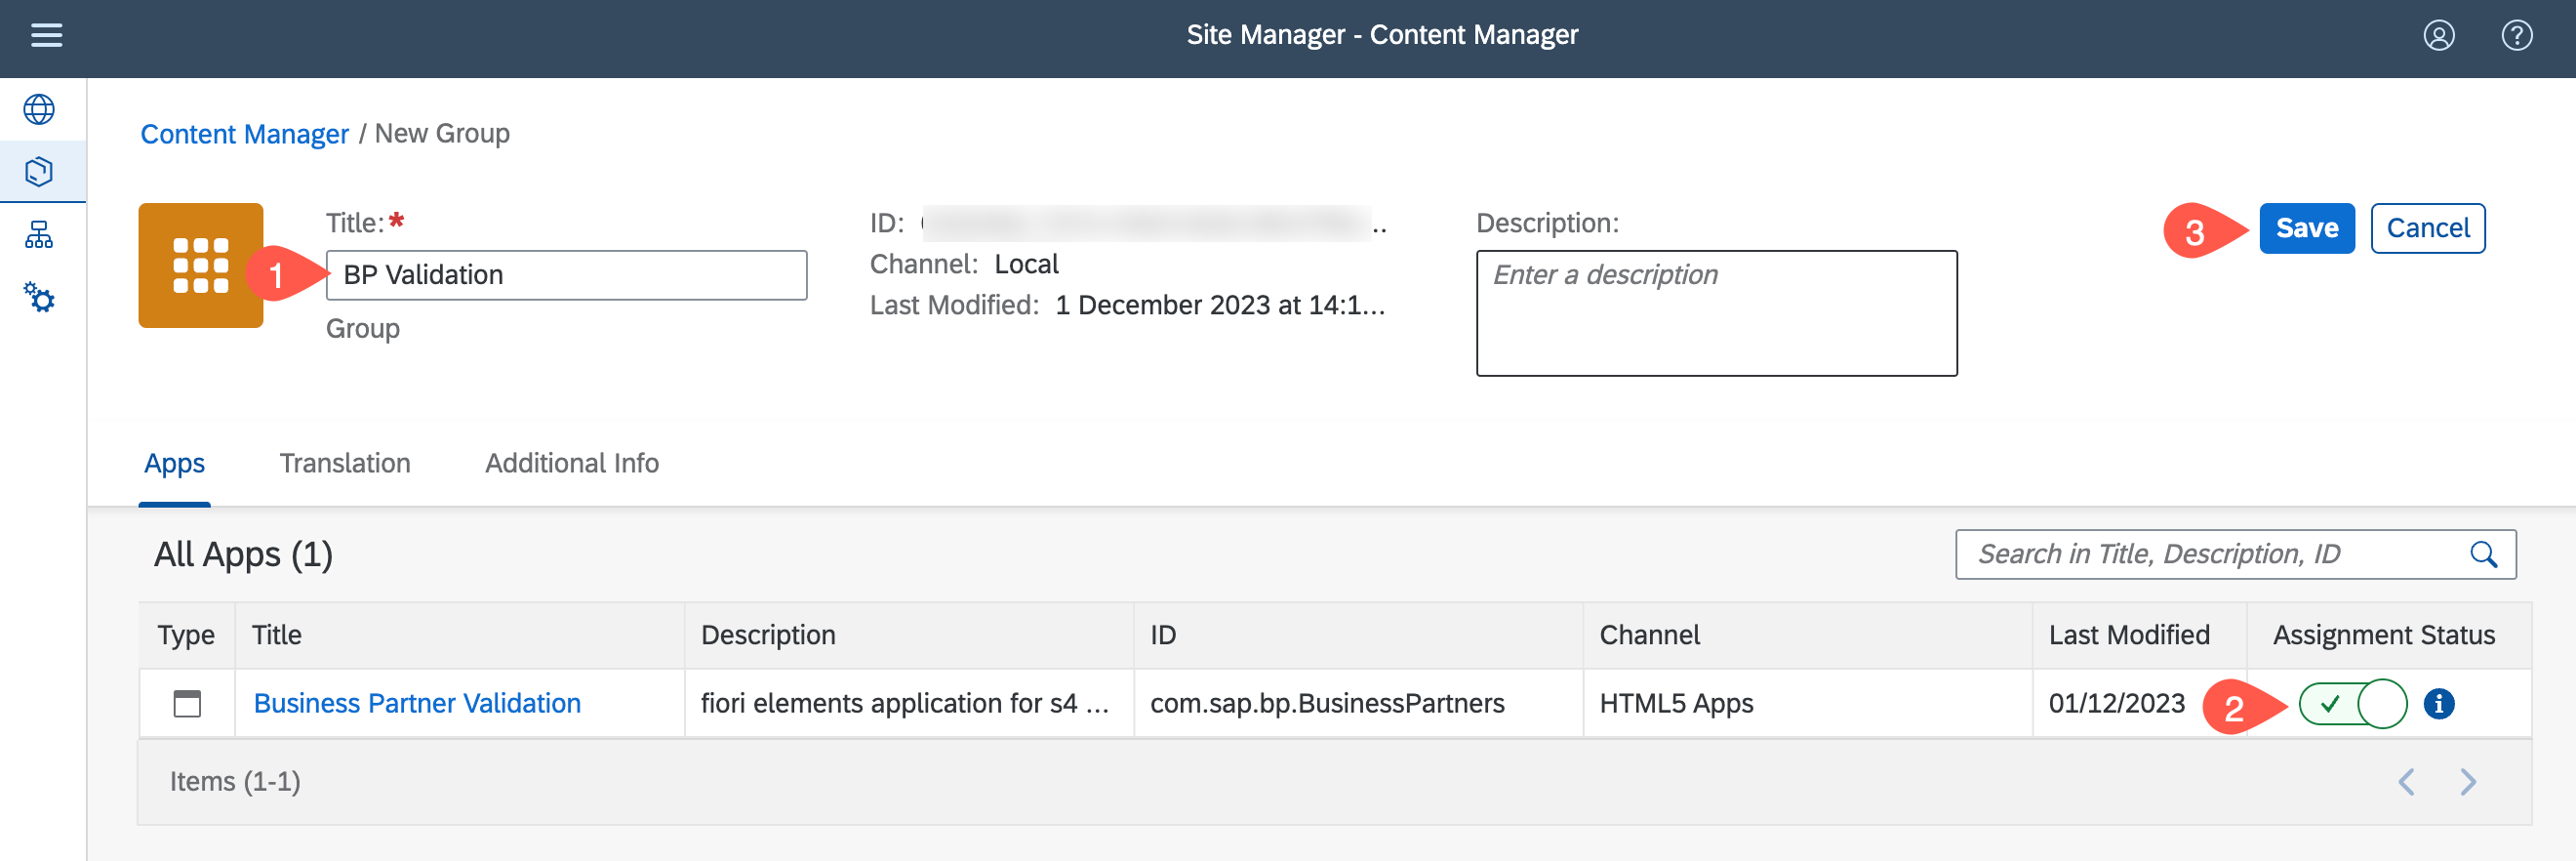 Site Manager - Content Manager
?
Content Manager / New Group
Title:*
1
BP Validation
Group
ID:
..
Channel: Local
Last Modified: 1 December 2023 at 14:1...
Description:
Enter a description
3
Save
Cancel
Apps
Translation
Additional Info
All Apps (1)
Search in Title, Description, ID
Type Title Description ID Channel Last Modified Assignment Status
Business Partner Validation fiori elements application for s4 ... com.sap.bp.BusinessPartners HTML5 Apps 01/12/2023 2 i
Items (1-1)